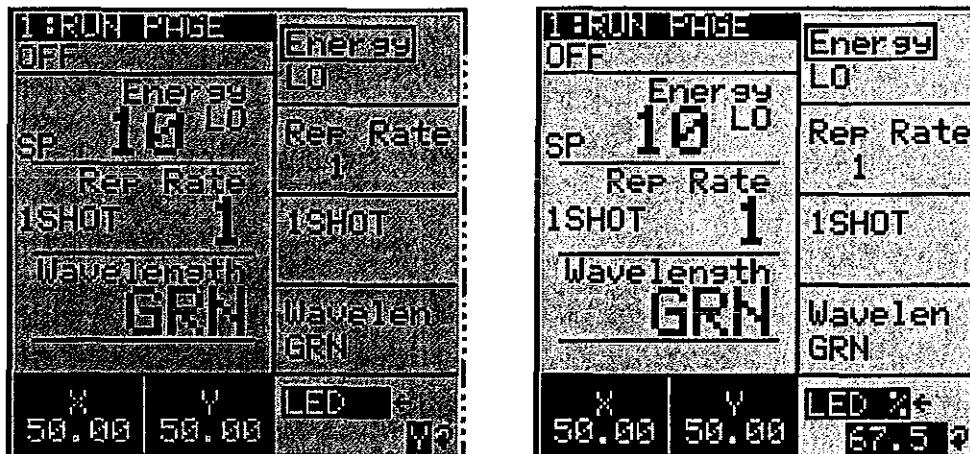 1:RUN PAGE
OFF
Energy
10 LO
SP
Rep Rate
1SHOT 1
Wavelength
GRN
X Y
50.00 50.00
Energy
LO
Rep Rate
1
1SHOT
Wavelen
GRN
LED
Y
1:RUN PAGE
OFF
Energy
10 LO
SP
Rep Rate
1SHOT 1
Wavelength
GRN
X Y
50.00 50.00
Energy
LO
Rep Rate
1
1SHOT
Wavelen
GRN
LED %
67.5